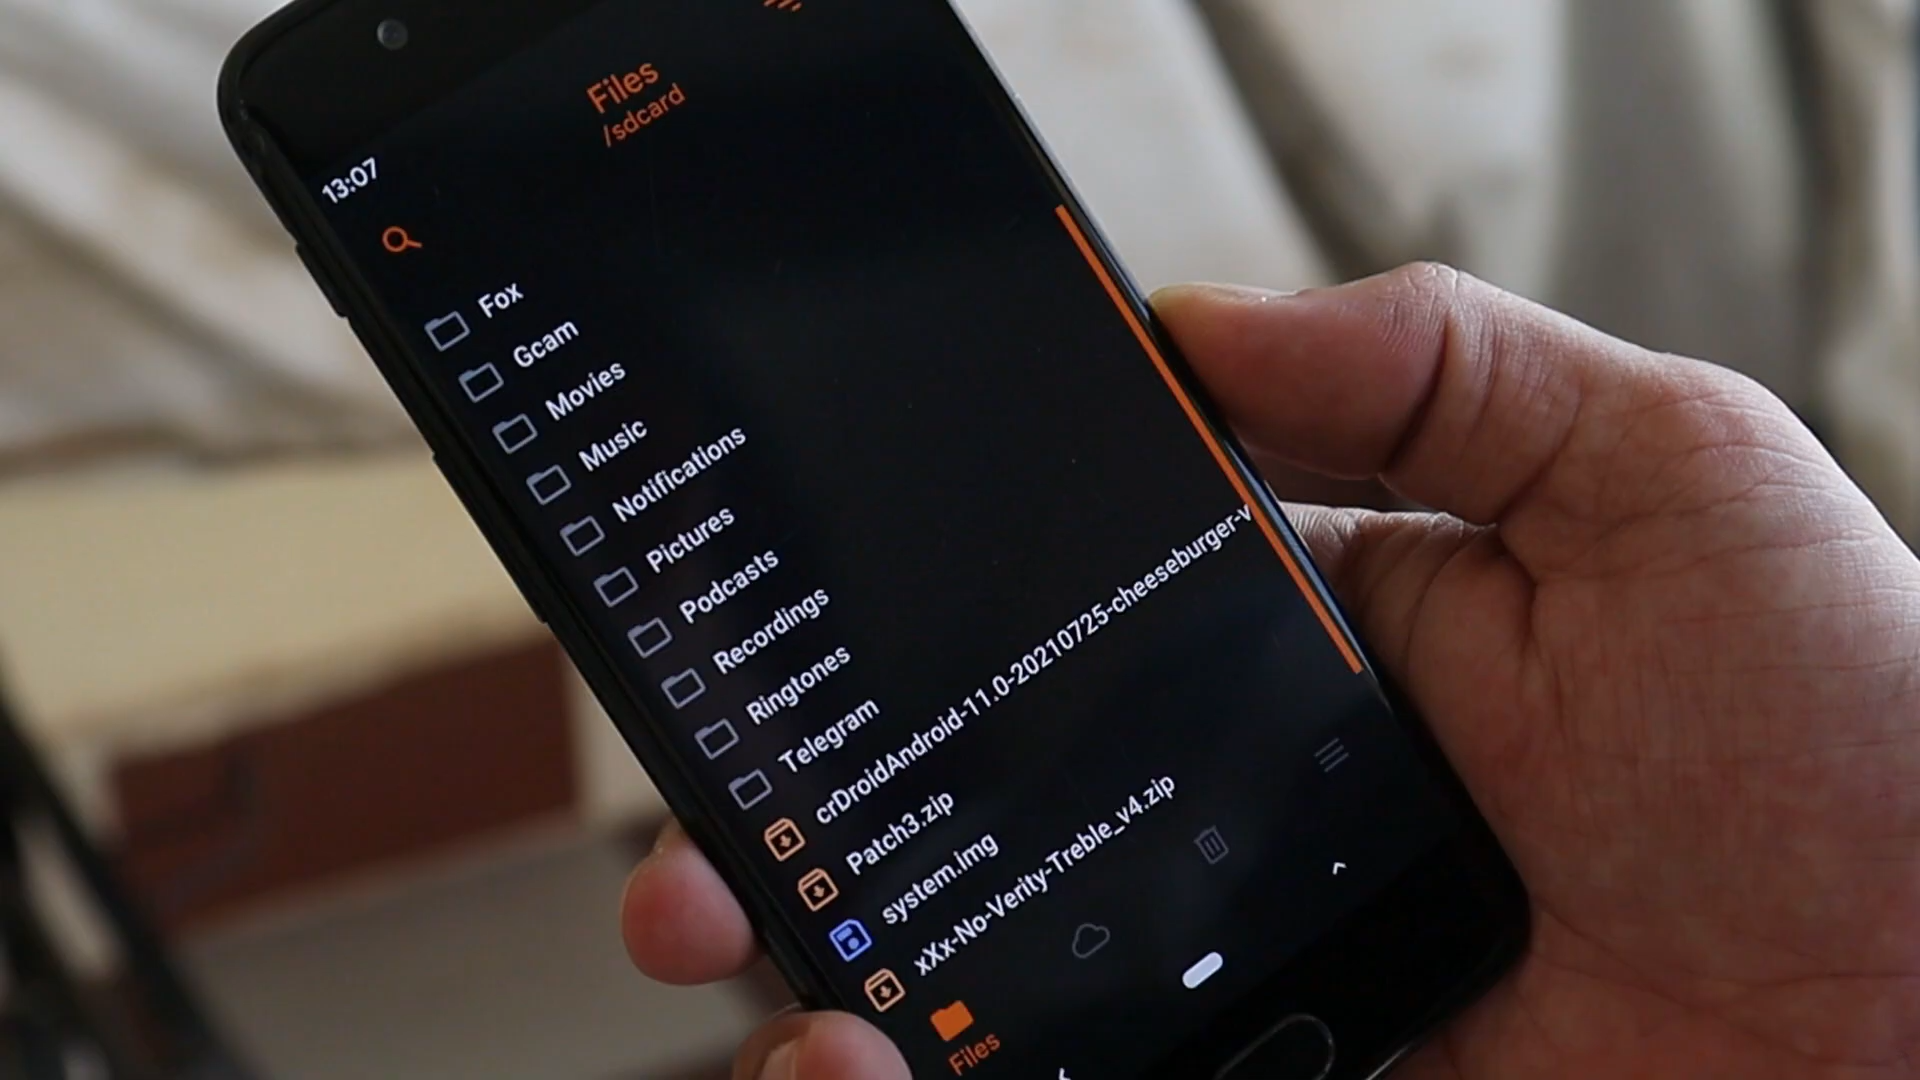 Files
/sdcard
13:07
Fox
Gcam
Movies
Music
Notifications
Pictures
Podcasts
Recordings
Ringtones
Telegram
crDroidAndroid-11.0-20210725-cheeseburger-v
Patch3.zip
system.img
xXx-No-Verity-Treble_v4.zip
Files